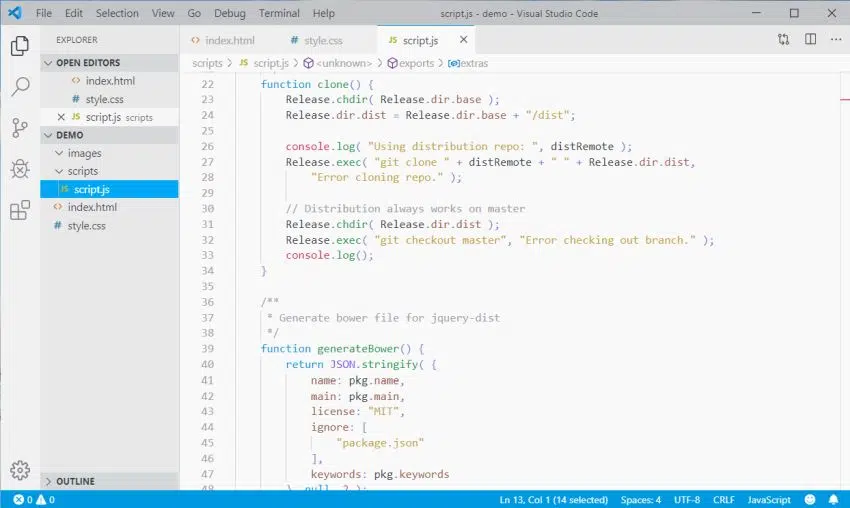 File Edit Selection View Go Debug Terminal Help script.js - demo - Visual Studio Code
EXPLORER
OPEN EDITORS
<> index.html
# style.css
× JS script.js scripts
DEMO
images
scripts
JS script.js
<> index.html
# style.css
OUTLINE
<> index.html # style.css JS script.js ×
scripts › JS script.js › <unknown> › exports › extras
22 function clone() {
23 Release.chdir( Release.dir.base );
24 Release.dir.dist = Release.dir.base + "/dist";
25
26 console.log( "Using distribution repo: ", distRemote );
27 Release.exec( "git clone " + distRemote + " " + Release.dir.dist,
28 "Error cloning repo." );
29
30 // Distribution always works on master
31 Release.chdir( Release.dir.dist );
32 Release.exec( "git checkout master", "Error checking out branch." );
33 console.log();
34 }
35
36 /**
37 * Generate bower file for jquery-dist
38 */
39 function generateBower() {
40 return JSON.stringify( {
41 name: pkg.name,
42 main: pkg.main,
43 license: "MIT",
44 ignore: [
45 "package.json"
46 ],
47 keywords: pkg.keywords
48 }, null, 2 );
0 0 Ln 13, Col 1 (14 selected) Spaces: 4 UTF-8 CRLF JavaScript